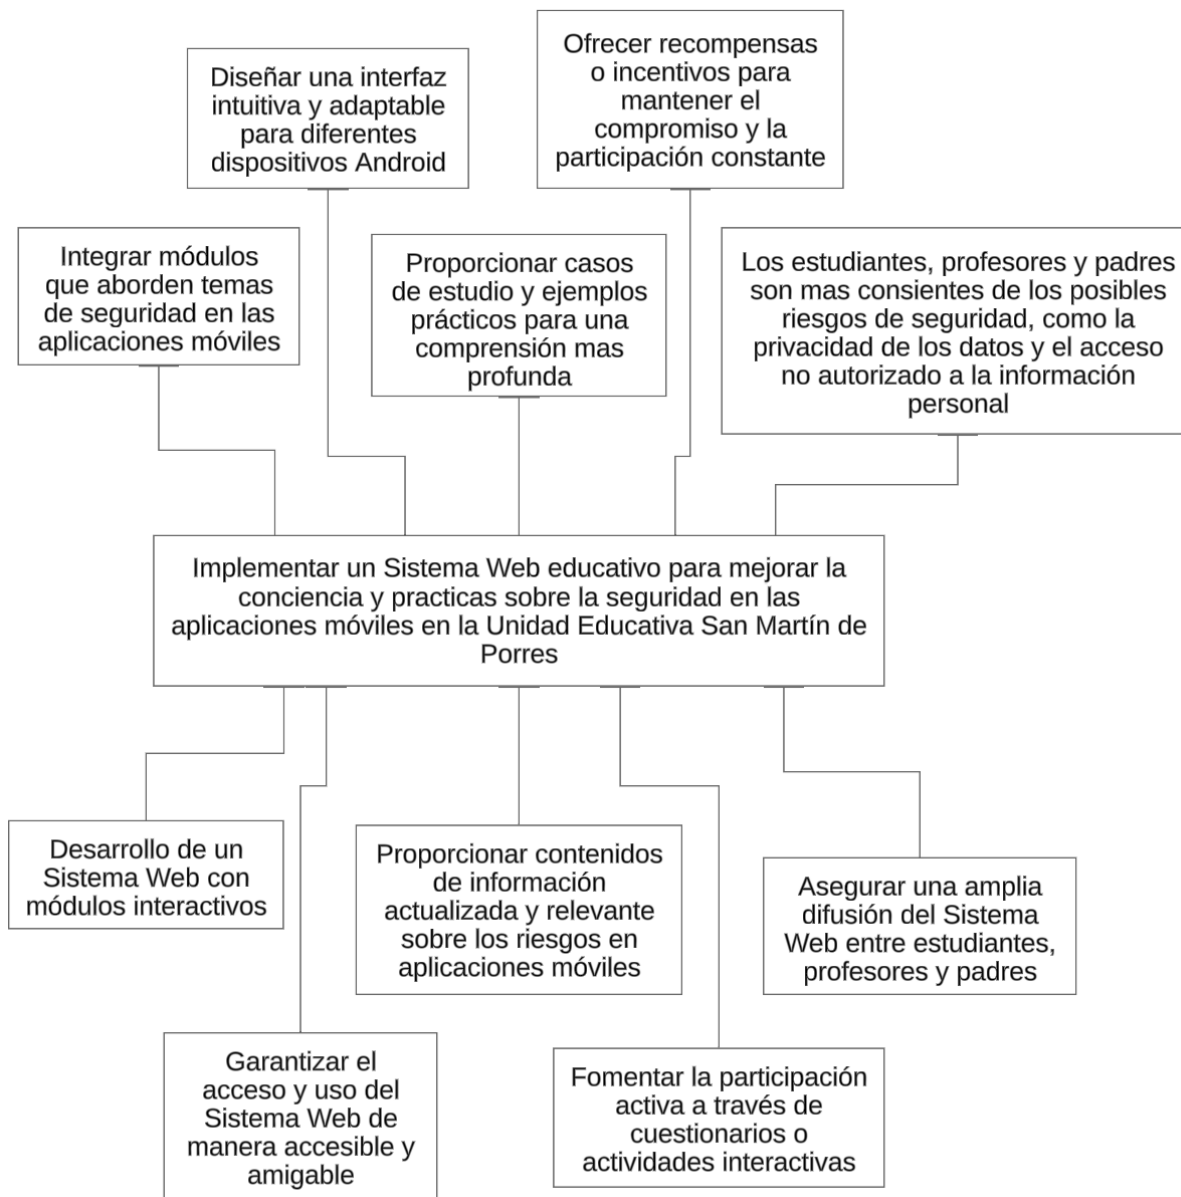 Ofrecer recompensas
o incentivos para
mantener el
compromiso y la
participación constante
Diseñar una interfaz
intuitiva y adaptable
para diferentes
dispositivos Android
Integrar módulos
que aborden temas
de seguridad en las
aplicaciones móviles
Proporcionar casos
de estudio y ejemplos
prácticos para una
comprensión mas
profunda
Los estudiantes, profesores y padres
son mas consientes de los posibles
riesgos de seguridad, como la
privacidad de los datos y el acceso
no autorizado a la información
personal
Implementar un Sistema Web educativo para mejorar la
conciencia y practicas sobre la seguridad en las
aplicaciones móviles en la Unidad Educativa San Martín de
Porres
Desarrollo de un
Sistema Web con
módulos interactivos
Proporcionar contenidos
de información
actualizada y relevante
sobre los riesgos en
aplicaciones móviles
Asegurar una amplia
difusión del Sistema
Web entre estudiantes,
profesores y padres
Garantizar el
acceso y uso del
Sistema Web de
manera accesible y
amigable
Fomentar la participación
activa a través de
cuestionarios o
actividades interactivas